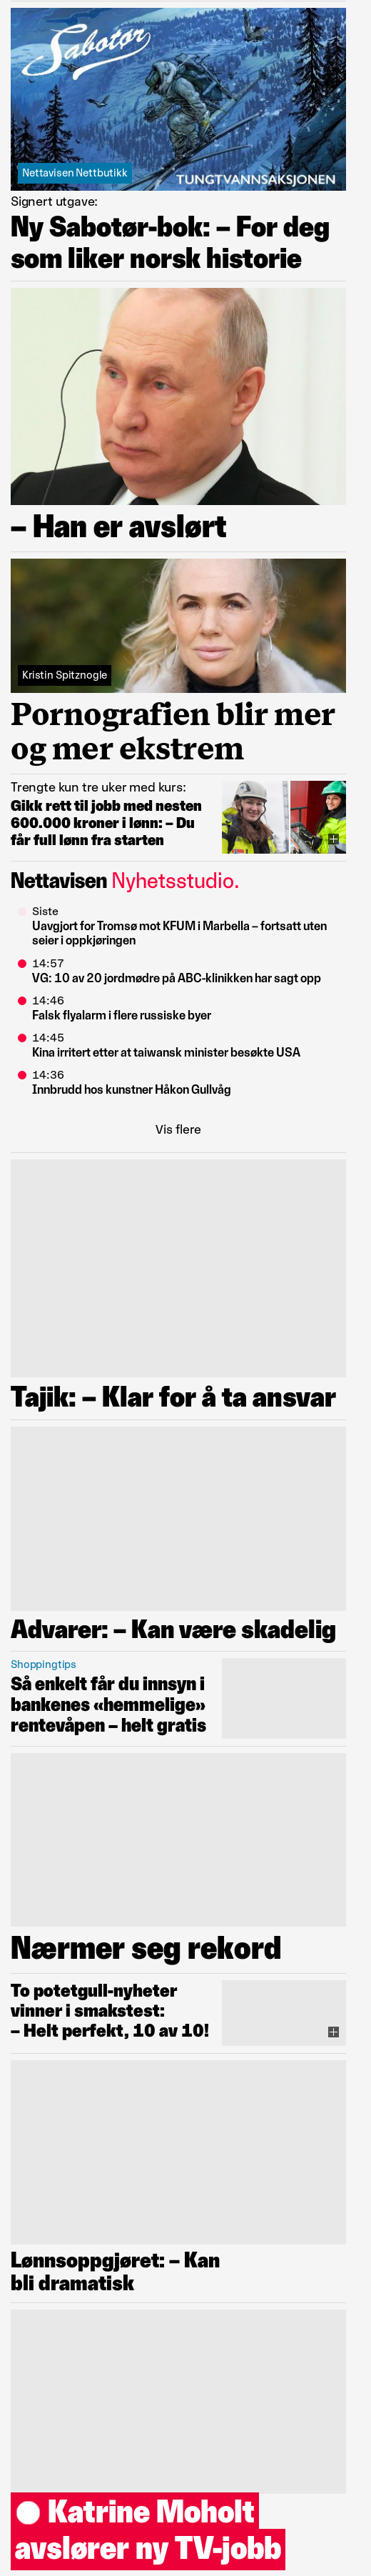 Sabotør
Nettavisen Nettbutikk
TUNGTVANNSAKSJONEN
Signert utgave:
Ny Sabotør-bok: – For deg
som liker norsk historie
– Han er avslørt
Kristin Spitznogle
Pornografien blir mer
og mer ekstrem
Trengte kun tre uker med kurs:
Gikk rett til jobb med nesten
600.000 kroner i lønn: – Du
får full lønn fra starten
Nettavisen Nyhetsstudio.
Siste
Uavgjort for Tromsø mot KFUM i Marbella – fortsatt uten
seier i oppkjøringen
14:57
VG: 10 av 20 jordmødre på ABC-klinikken har sagt opp
14:46
Falsk flyalarm i flere russiske byer
14:45
Kina irritert etter at taiwansk minister besøkte USA
14:36
Innbrudd hos kunstner Håkon Gullvåg
Vis flere
Tajik: – Klar for å ta ansvar
Advarer: – Kan være skadelig
Shoppingtips
Så enkelt får du innsyn i
bankenes «hemmelige»
rentevåpen – helt gratis
Nærmer seg rekord
To potetgull-nyheter
vinner i smakstest:
– Helt perfekt, 10 av 10!
Lønnsoppgjøret: – Kan
bli dramatisk
Katrine Moholt
avslører ny TV-jobb